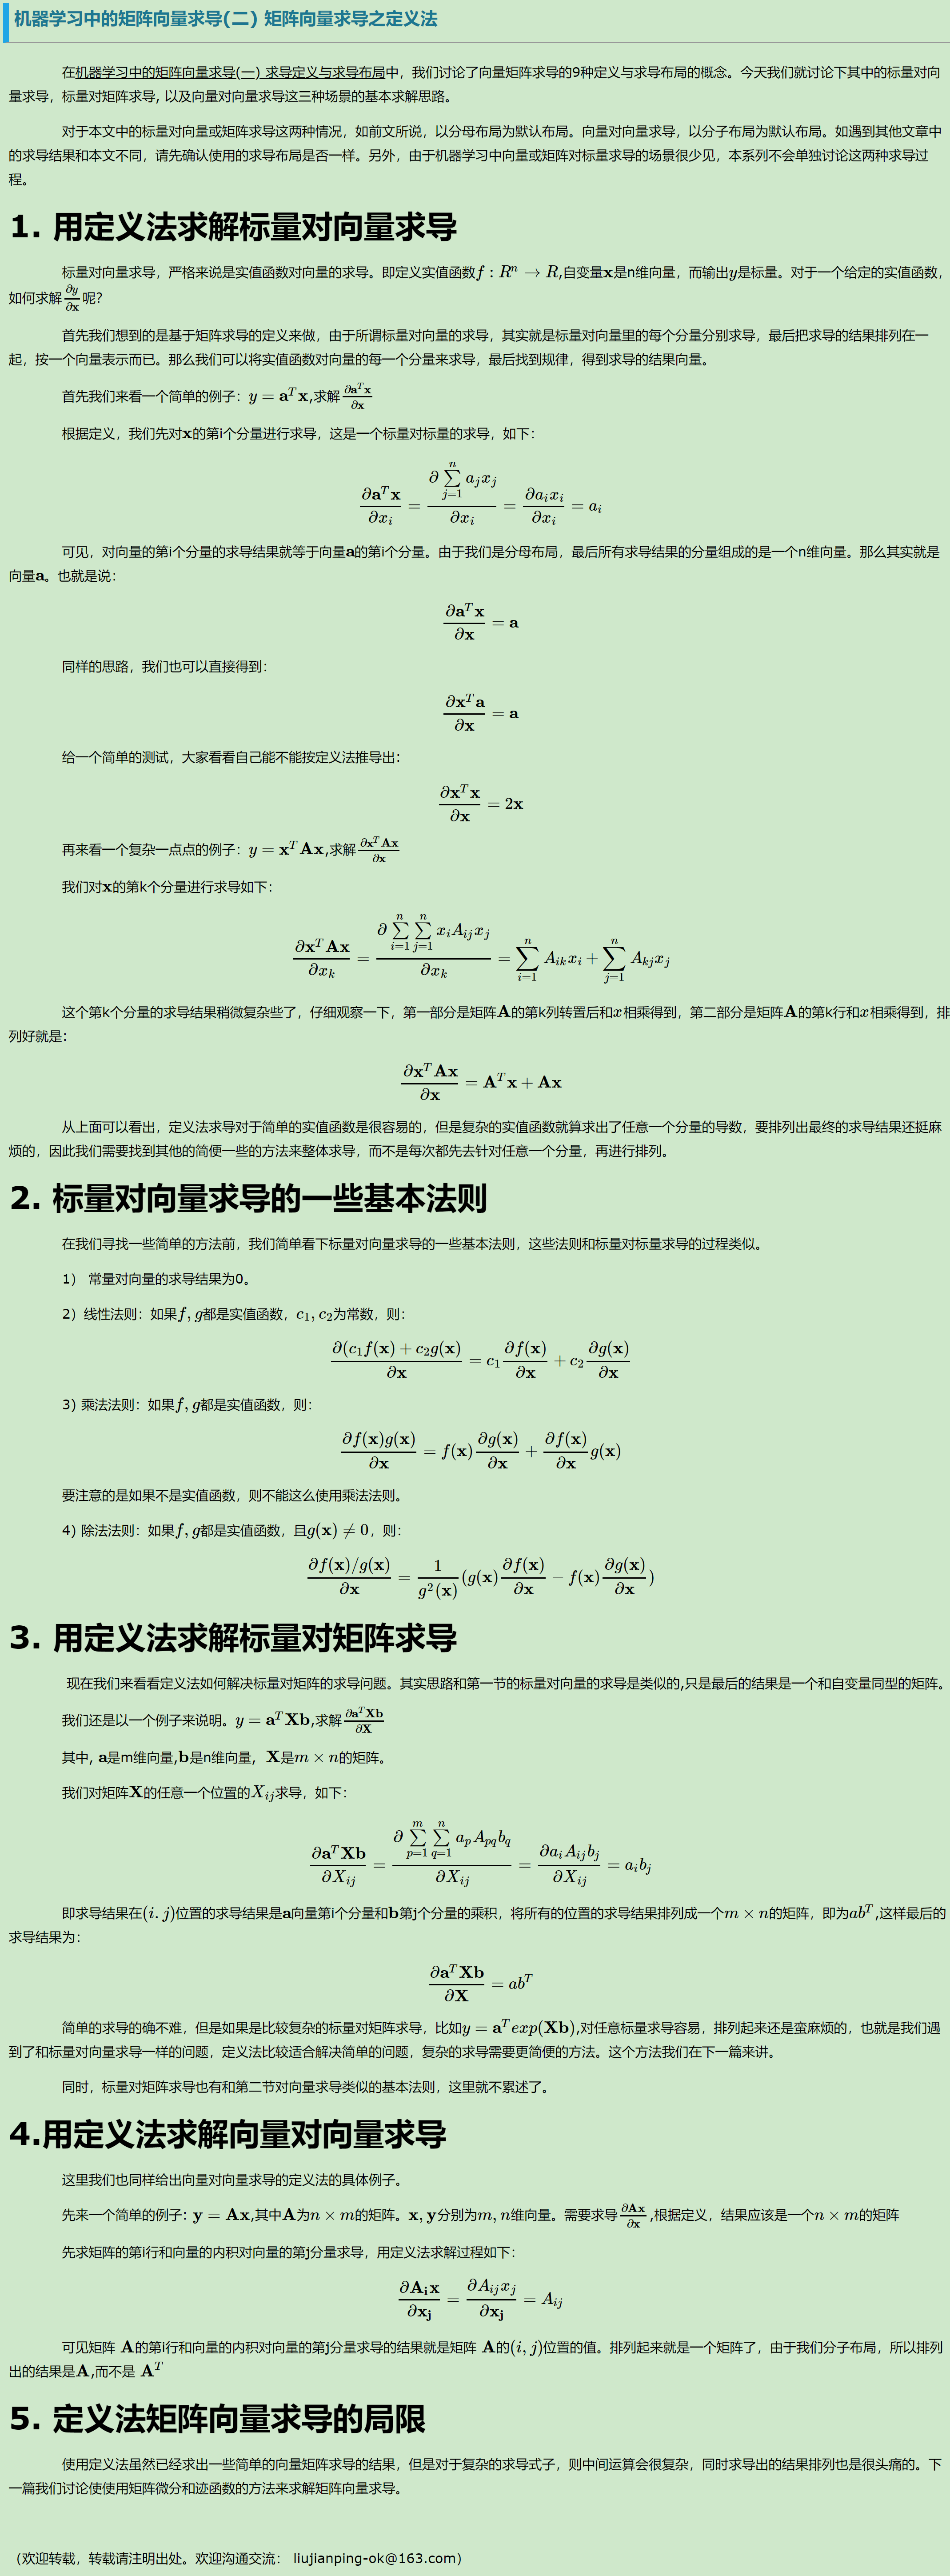 机器学习中的矩阵向量求导(二) 矩阵向量求导之定义法
在机器学习中的矩阵向量求导(一) 求导定义与求导布局中，我们讨论了向量矩阵求导的9种定义与求导布局的概念。今天我们就讨论下其中的标量对向
量求导，标量对矩阵求导, 以及向量对向量求导这三种场景的基本求解思路。
对于本文中的标量对向量或矩阵求导这两种情况，如前文所说，以分母布局为默认布局。向量对向量求导，以分子布局为默认布局。如遇到其他文章中
的求导结果和本文不同，请先确认使用的求导布局是否一样。另外，由于机器学习中向量或矩阵对标量求导的场景很少见，本系列不会单独讨论这两种求导过
程。
1. 用定义法求解标量对向量求导
标量对向量求导，严格来说是实值函数对向量的求导。即定义实值函数$f: R^n \to R$,自变量$\mathbf{x}$是n维向量，而输出$y$是标量。对于一个给定的实值函数，
如何求解$\frac{\partial y}{\partial \mathbf{x}}$呢？
首先我们想到的是基于矩阵求导的定义来做，由于所谓标量对向量的求导，其实就是标量对向量里的每个分量分别求导，最后把求导的结果排列在一
起，按一个向量表示而已。那么我们可以将实值函数对向量的每一个分量来求导，最后找到规律，得到求导的结果向量。
首先我们来看一个简单的例子：$y=\mathbf{a}^T\mathbf{x}$,求解$\frac{\partial \mathbf{a}^T\mathbf{x}}{\partial \mathbf{x}}$
根据定义，我们先对$\mathbf{x}$的第i个分量进行求导，这是一个标量对标量的求导，如下：
$$\frac{\partial \mathbf{a}^T\mathbf{x}}{\partial x_i} = \frac{\partial \sum\limits_{j=1}^n a_jx_j}{\partial x_i} = \frac{\partial a_ix_i}{\partial x_i} = a_i$$
可见，对向量的第i个分量的求导结果就等于向量$\mathbf{a}$的第i个分量。由于我们是分母布局，最后所有求导结果的分量组成的是一个n维向量。那么其实就是
向量$\mathbf{a}$。也就是说：
$$\frac{\partial \mathbf{a}^T\mathbf{x}}{\partial \mathbf{x}} = \mathbf{a}$$
同样的思路，我们也可以直接得到：
$$\frac{\partial \mathbf{x}^T\mathbf{a}}{\partial \mathbf{x}} = \mathbf{a}$$
给一个简单的测试，大家看看自己能不能按定义法推导出：
$$\frac{\partial \mathbf{x}^T\mathbf{x}}{\partial \mathbf{x}} = 2\mathbf{x}$$
再来看一个复杂一点点的例子：$y=\mathbf{x}^T\mathbf{A}\mathbf{x}$,求解$\frac{\partial \mathbf{x}^T\mathbf{A}\mathbf{x}}{\partial \mathbf{x}}$
我们对$\mathbf{x}$的第k个分量进行求导如下：
$$\frac{\partial \mathbf{x}^T\mathbf{A}\mathbf{x}}{\partial x_k} = \frac{\partial \sum\limits_{i=1}^n\sum\limits_{j=1}^n x_iA_{ij}x_j}{\partial x_k} = \sum_{i=1}^n A_{ik}x_i + \sum_{j=1}^n A_{kj}x_j$$
这个第k个分量的求导结果稍微复杂些了，仔细观察一下，第一部分是矩阵$\mathbf{A}$的第k列转置后和$x$相乘得到，第二部分是矩阵$\mathbf{A}$的第k行和$x$相乘得到，排
列好就是：
$$\frac{\partial \mathbf{x}^T\mathbf{A}\mathbf{x}}{\partial \mathbf{x}} = \mathbf{A}^T\mathbf{x} + \mathbf{A}\mathbf{x}$$
从上面可以看出，定义法求导对于简单的实值函数是很容易的，但是复杂的实值函数就算求出了任意一个分量的导数，要排列出最终的求导结果还挺麻
烦的，因此我们需要找到其他的简便一些的方法来整体求导，而不是每次都先去针对任意一个分量，再进行排列。
2. 标量对向量求导的一些基本法则
在我们寻找一些简单的方法前，我们简单看下标量对向量求导的一些基本法则，这些法则和标量对标量求导的过程类似。
1） 常量对向量的求导结果为0。
2）线性法则：如果$f,g$都是实值函数，$c_1,c_2$为常数，则：
$$\frac{\partial (c_1f(\mathbf{x})+c_2g(\mathbf{x})}{\partial \mathbf{x}} = c_1\frac{\partial f(\mathbf{x})}{\partial \mathbf{x}} + c_2\frac{\partial g(\mathbf{x})}{\partial \mathbf{x}}$$
3) 乘法法则：如果$f,g$都是实值函数，则：
$$\frac{\partial f(\mathbf{x})g(\mathbf{x})}{\partial \mathbf{x}} = f(\mathbf{x})\frac{\partial g(\mathbf{x})}{\partial \mathbf{x}} + \frac{\partial f(\mathbf{x})}{\partial \mathbf{x}}g(\mathbf{x})$$
要注意的是如果不是实值函数，则不能这么使用乘法法则。
4) 除法法则：如果$f,g$都是实值函数，且$g(\mathbf{x}) \neq 0$，则：
$$\frac{\partial f(\mathbf{x})/g(\mathbf{x})}{\partial \mathbf{x}} = \frac{1}{g^2(\mathbf{x})}(g(\mathbf{x})\frac{\partial f(\mathbf{x})}{\partial \mathbf{x}} - f(\mathbf{x})\frac{\partial g(\mathbf{x})}{\partial \mathbf{x}})$$
3. 用定义法求解标量对矩阵求导
现在我们来看看定义法如何解决标量对矩阵的求导问题。其实思路和第一节的标量对向量的求导是类似的,只是最后的结果是一个和自变量同型的矩阵。
我们还是以一个例子来说明。$y=\mathbf{a}^T\mathbf{X}\mathbf{b}$,求解$\frac{\partial \mathbf{a}^T\mathbf{X}\mathbf{b}}{\partial \mathbf{X}}$
其中, $\mathbf{a}$是m维向量,$\mathbf{b}$是n维向量， $\mathbf{X}$是$m \times n$的矩阵。
我们对矩阵$\mathbf{X}$的任意一个位置的$X_{ij}$求导，如下：
$$\frac{\partial \mathbf{a}^T\mathbf{X}\mathbf{b}}{\partial X_{ij}} = \frac{\partial \sum\limits_{p=1}^m\sum\limits_{q=1}^n a_pA_{pq}b_q}{\partial X_{ij}} = \frac{\partial a_iA_{ij}b_j}{\partial X_{ij}} = a_ib_j$$
即求导结果在$(i.j)$位置的求导结果是$\mathbf{a}$向量第i个分量和$\mathbf{b}$第j个分量的乘积，将所有的位置的求导结果排列成一个$m \times n$的矩阵，即为$ab^T$,这样最后的
求导结果为：
$$\frac{\partial \mathbf{a}^T\mathbf{X}\mathbf{b}}{\partial \mathbf{X}} = ab^T$$
简单的求导的确不难，但是如果是比较复杂的标量对矩阵求导，比如$y=\mathbf{a}^Texp(\mathbf{X}\mathbf{b})$,对任意标量求导容易，排列起来还是蛮麻烦的，也就是我们遇
到了和标量对向量求导一样的问题，定义法比较适合解决简单的问题，复杂的求导需要更简便的方法。这个方法我们在下一篇来讲。
同时，标量对矩阵求导也有和第二节对向量求导类似的基本法则，这里就不累述了。
4.用定义法求解向量对向量求导
这里我们也同样给出向量对向量求导的定义法的具体例子。
先来一个简单的例子: $\mathbf{y}=\mathbf{A}\mathbf{x}$,其中$\mathbf{A}$为$n \times m$的矩阵。$\mathbf{x},\mathbf{y}$分别为$m,n$维向量。需要求导$\frac{\partial \mathbf{A}\mathbf{x}}{\partial \mathbf{x}}$,根据定义，结果应该是一个$n \times m$的矩阵
先求矩阵的第i行和向量的内积对向量的第j分量求导，用定义法求解过程如下：
$$\frac{\partial \mathbf{A_i}\mathbf{x}}{\partial \mathbf{x_j}} = \frac{\partial A_{ij}x_j}{\partial \mathbf{x_j}} = A_{ij}$$
可见矩阵 $\mathbf{A}$的第i行和向量的内积对向量的第j分量求导的结果就是矩阵 $\mathbf{A}$的$(i,j)$位置的值。排列起来就是一个矩阵了，由于我们分子布局，所以排列
出的结果是$\mathbf{A}$,而不是 $\mathbf{A}^T$
5. 定义法矩阵向量求导的局限
使用定义法虽然已经求出一些简单的向量矩阵求导的结果，但是对于复杂的求导式子，则中间运算会很复杂，同时求导出的结果排列也是很头痛的。下
一篇我们讨论使使用矩阵微分和迹函数的方法来求解矩阵向量求导。
（欢迎转载，转载请注明出处。欢迎沟通交流： liujianping-ok@163.com）